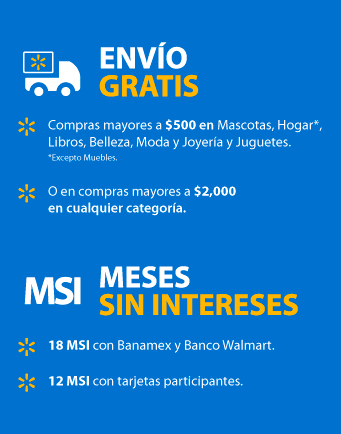 ENVÍO
GRATIS
Compras mayores a $500 en Mascotas, Hogar*,
Libros, Belleza, Moda y Joyería y Juguetes.
*Excepto Muebles.
O en compras mayores a $2,000
en cualquier categoría.
MSI
MESES
SIN INTERESES
18 MSI con Banamex y Banco Walmart.
12 MSI con tarjetas participantes.